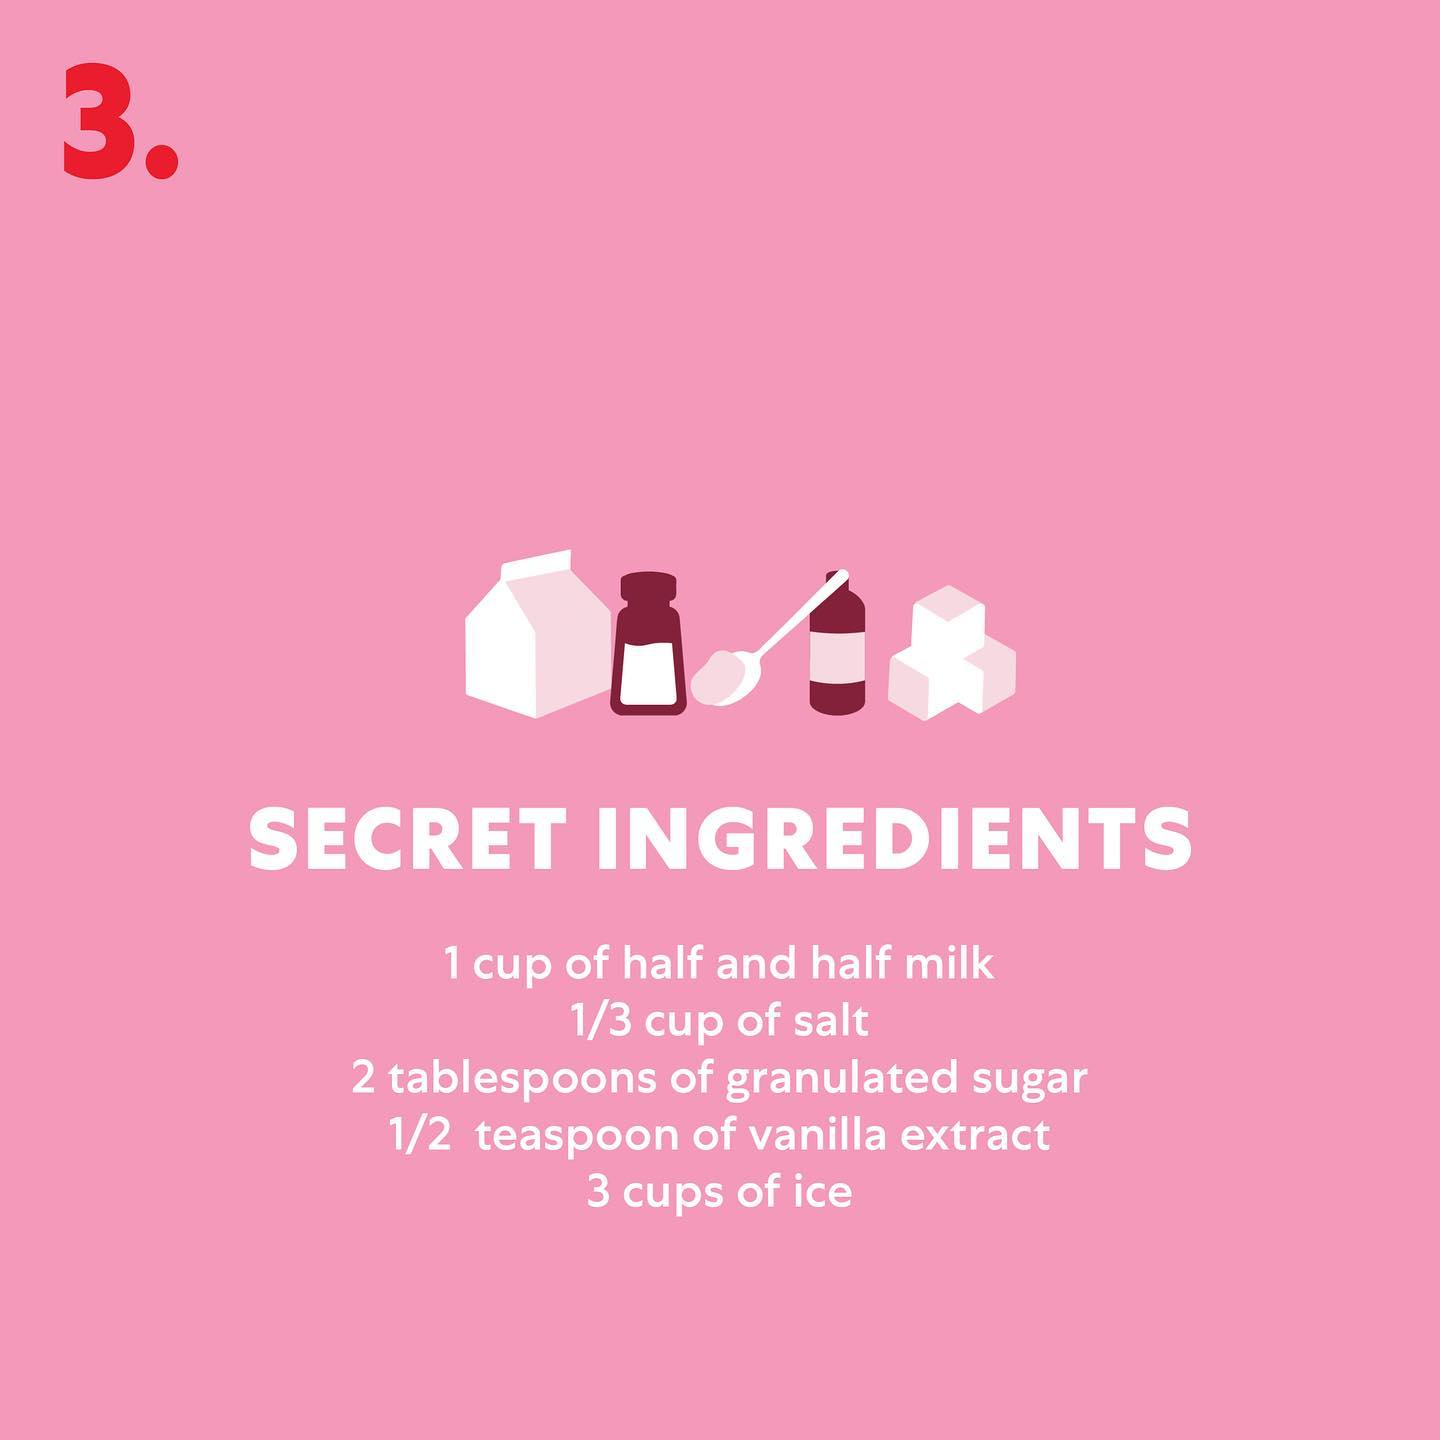 3.
SECRET INGREDIENTS
1 cup of half and half milk
1/3 cup of salt
2 tablespoons of granulated sugar
1/2 teaspoon of vanilla extract
3 cups of ice